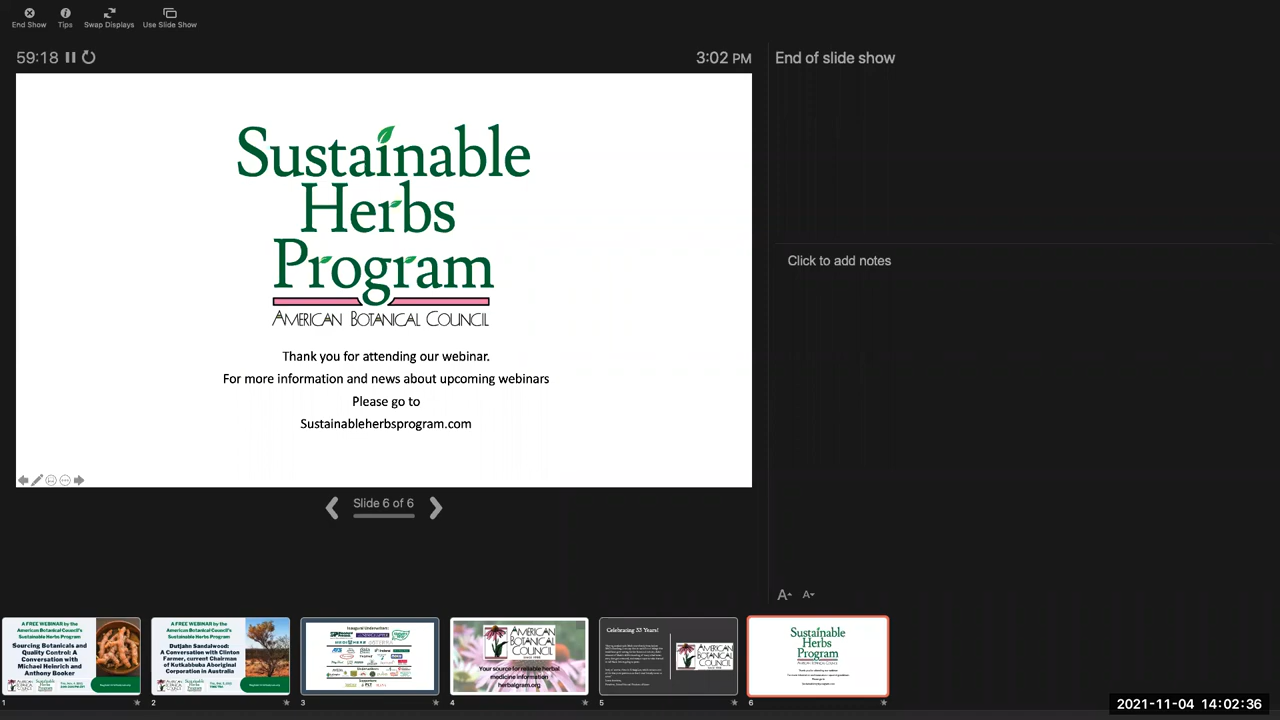 End Show
Tips
Swap Displays
Use Slide Show
59:18
3:02 PM
End of slide show
Sustainable
Herbs
Program
AMERICAN BOTANICAL COUNCIL
Thank you for attending our webinar.
For more information and news about upcoming webinars
Please go to
Sustainableherbsprogram.com
Click to add notes
Slide 6 of 6
A FREE WEBINAR by the
American Botanical Council's
Sustainable Herbs Program
Sourcing Botanicals and
Quality Control: A
Conversation with
Michael Heinrich and
Anthony Booker
1
A FREE WEBINAR by the
American Botanical Council's
Sustainable Herbs Program
Dutjahn Sandalwood:
A Conversation with Clinton
Farmer, current Chairman
of Kutkabbuba Aboriginal
Corporation in Australia
2
3
AMERICAN
BOTANICAL
COUNCIL
Your source for reliable herbal
medicine information
herbalgram.org
4
Celebrating 33 Years!
AMERICAN
BOTANICAL
COUNCIL
5
Sustainable
Herbs
Program
6
2021-11-04 14:02:36